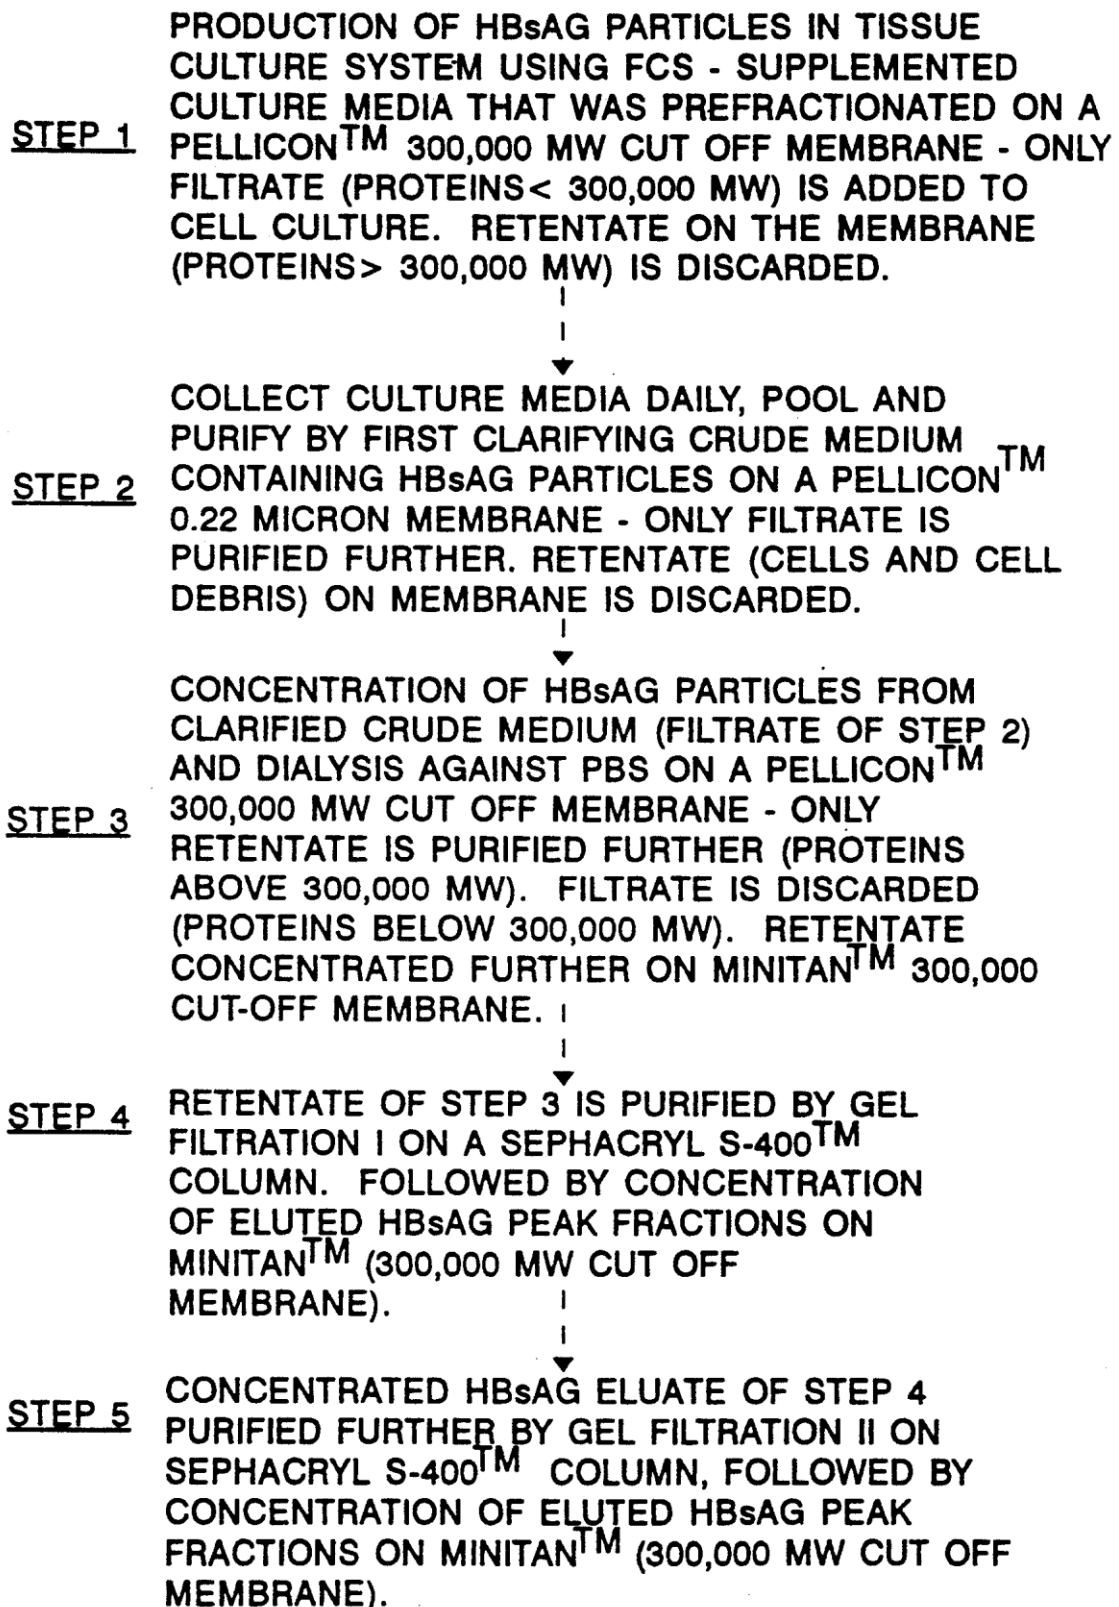 PRODUCTION OF HBsAG PARTICLES IN TISSUE
CULTURE SYSTEM USING FCS - SUPPLEMENTED
CULTURE MEDIA THAT WAS PREFRACTIONATED ON A
STEP 1 PELLICON™ 300,000 MW CUT OFF MEMBRANE - ONLY
FILTRATE (PROTEINS< 300,000 MW) IS ADDED TO
CELL CULTURE. RETENTATE ON THE MEMBRANE
(PROTEINS> 300,000 MW) IS DISCARDED.
COLLECT CULTURE MEDIA DAILY, POOL AND
PURIFY BY FIRST CLARIFYING CRUDE MEDIUM
STEP 2 CONTAINING HBsAG PARTICLES ON A PELLICON™
0.22 MICRON MEMBRANE - ONLY FILTRATE IS
PURIFIED FURTHER. RETENTATE (CELLS AND CELL
DEBRIS) ON MEMBRANE IS DISCARDED.
CONCENTRATION OF HBsAG PARTICLES FROM
CLARIFIED CRUDE MEDIUM (FILTRATE OF STEP 2)
AND DIALYSIS AGAINST PBS ON A PELLICON™
STEP 3 300,000 MW CUT OFF MEMBRANE - ONLY
RETENTATE IS PURIFIED FURTHER (PROTEINS
ABOVE 300,000 MW). FILTRATE IS DISCARDED
(PROTEINS BELOW 300,000 MW). RETENTATE
CONCENTRATED FURTHER ON MINITAN™ 300,000
CUT-OFF MEMBRANE.
STEP 4 RETENTATE OF STEP 3 IS PURIFIED BY GEL
FILTRATION I ON A SEPHACRYL S-400™
COLUMN. FOLLOWED BY CONCENTRATION
OF ELUTED HBsAG PEAK FRACTIONS ON
MINITAN™ (300,000 MW CUT OFF
MEMBRANE).
STEP 5 CONCENTRATED HBsAG ELUATE OF STEP 4
PURIFIED FURTHER BY GEL FILTRATION II ON
SEPHACRYL S-400™ COLUMN, FOLLOWED BY
CONCENTRATION OF ELUTED HBsAG PEAK
FRACTIONS ON MINITAN™ (300,000 MW CUT OFF
MEMBRANE).